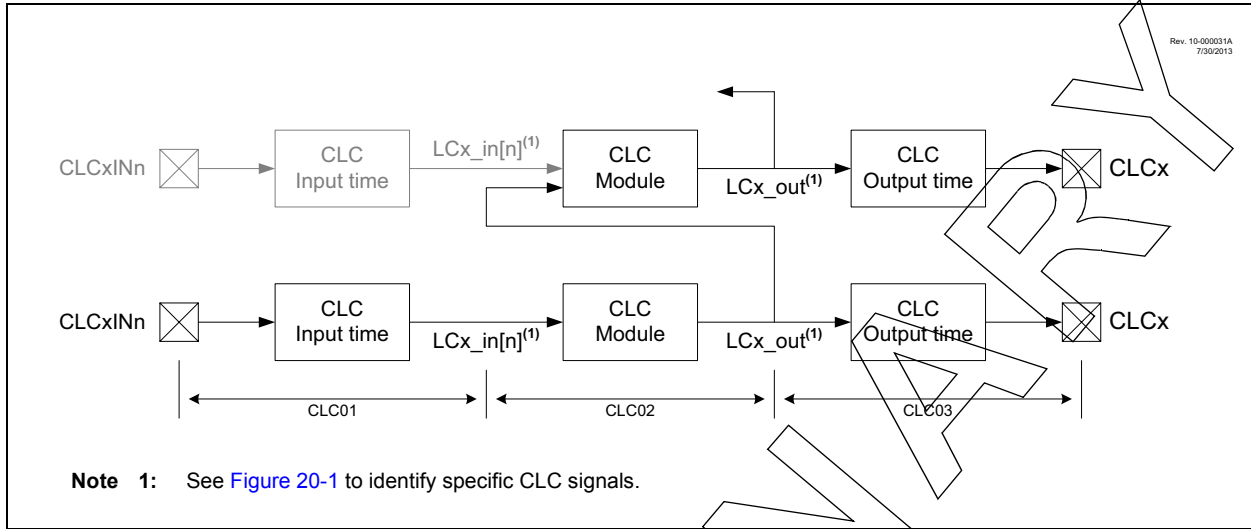 Rev. 10-000031A
7/30/2013
CLCxINn
CLC
Input time
LCx_in[n](1)
CLC
Module
LCx_out(1)
CLC
Output time
CLCx
CLCxINn
CLC
Input time
LCx_in[n](1)
CLC
Module
LCx_out(1)
CLC
Output time
CLCx
CLC01
CLC02
CLC03
Note 1: See Figure 20-1 to identify specific CLC signals.
ARY